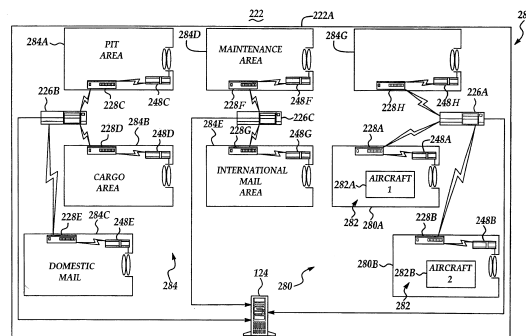 222
222A
284A
284D
284G
28
PIT
AREA
MAINTENANCE
AREA
228C
248C
228F
248F
228H
248H
226B
226C
226A
228D
284B
248D
284E
228G
248G
228A
248A
CARGO
AREA
INTERNATIONAL
MAIL
AREA
282A
AIRCRAFT
1
282
280A
228E
284C
248E
228B
248B
DOMESTIC
MAIL
284
280
124
280B
282B
AIRCRAFT
2
282